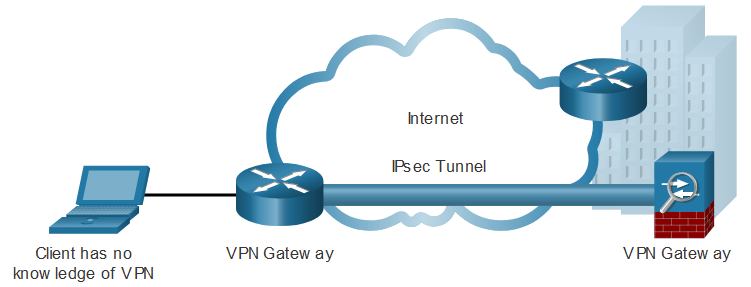 Internet
IPsec Tunnel
Client has no
know ledge of VPN
VPN Gatew ay
VPN Gatew ay